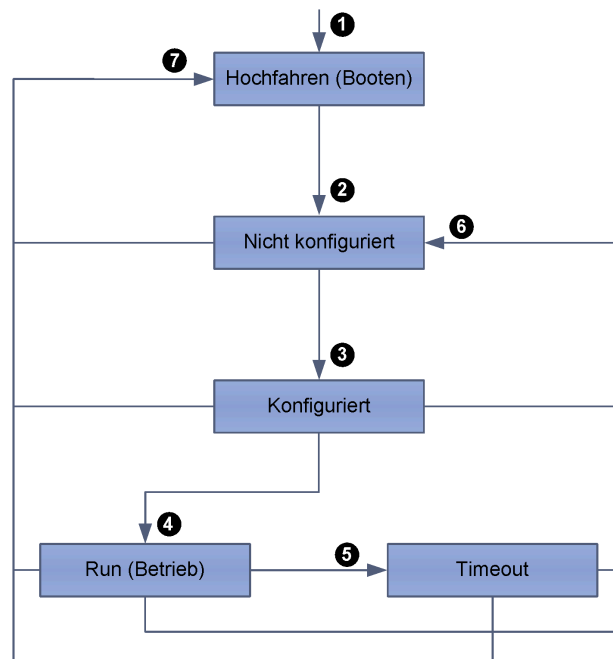 1
7
Hochfahren (Booten)
2
6
Nicht konfiguriert
3
Konfiguriert
4
5
Run (Betrieb)
Timeout